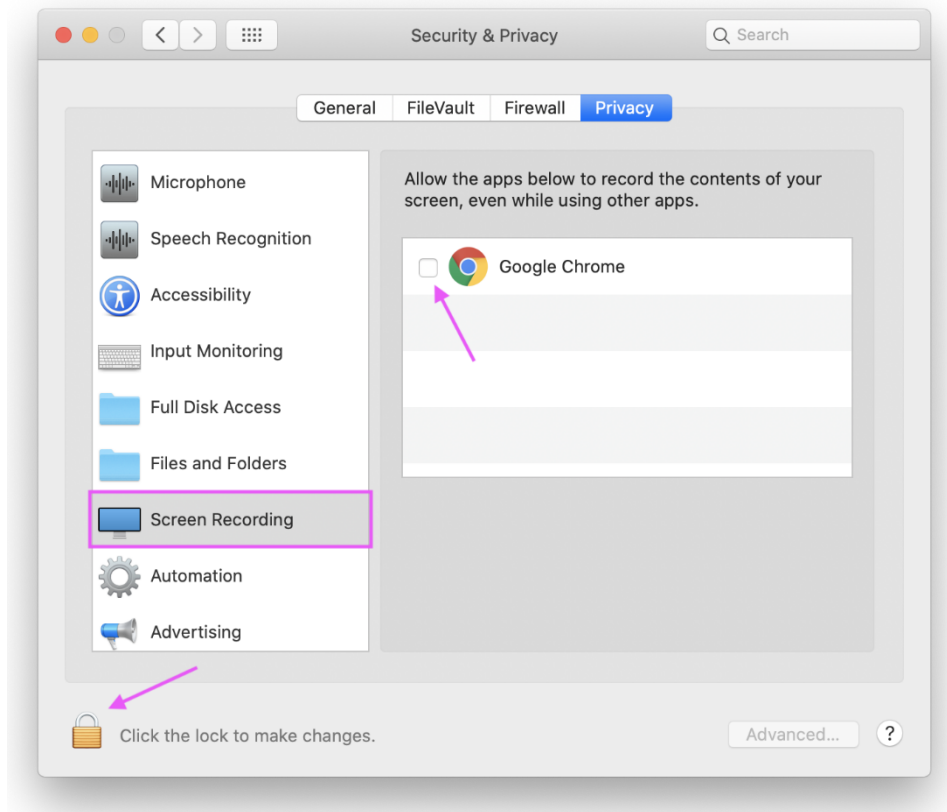 Security & Privacy
Search
General
FileVault
Firewall
Privacy
Microphone
Speech Recognition
Accessibility
Input Monitoring
Full Disk Access
Files and Folders
Screen Recording
Automation
Advertising
Allow the apps below to record the contents of your
screen, even while using other apps.
Google Chrome
Click the lock to make changes.
Advanced...
?